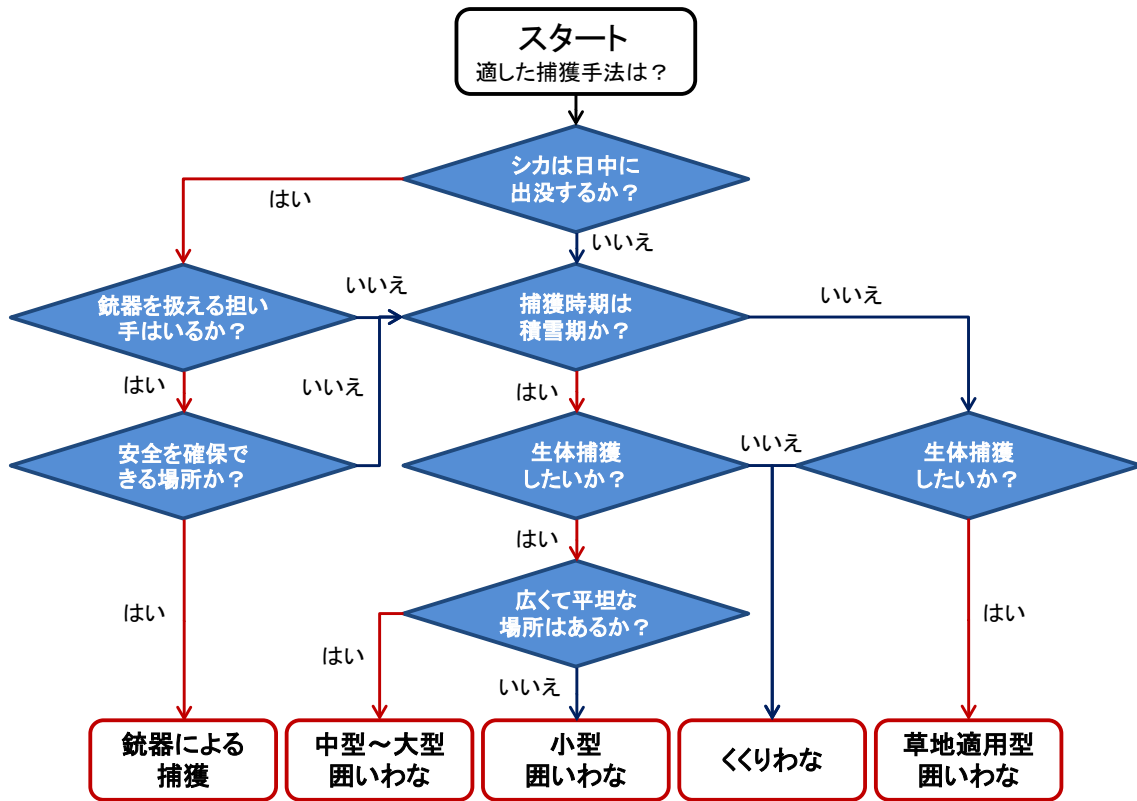 スタート
適した捕獲手法は？
シカは日中に
出没するか？
はい
いいえ
銃器を扱える担い
手はいるか？
いいえ
捕獲時期は
積雪期か？
いいえ
はい
いいえ
はい
安全を確保で
きる場所か？
生体捕獲
したいか？
いいえ
生体捕獲
したいか？
はい
広くて平坦な
場所はあるか？
はい
はい
いいえ
はい
銃器による
捕獲
中型～大型
囲いわな
小型
囲いわな
くくりわな
草地適用型
囲いわな